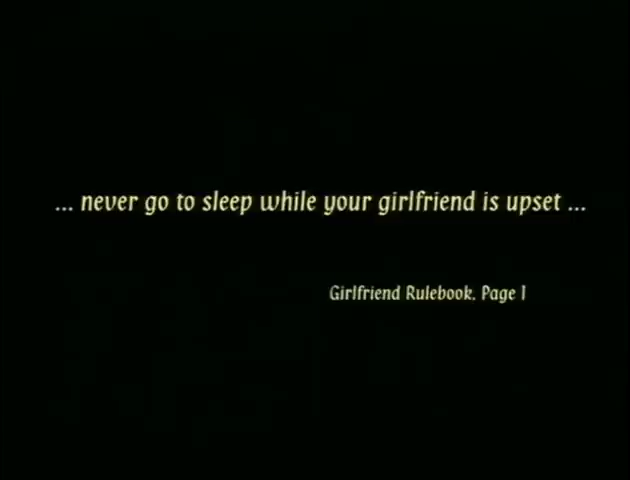 ... never go to sleep while your girlfriend is upset ...
Girlfriend Rulebook, Page 1